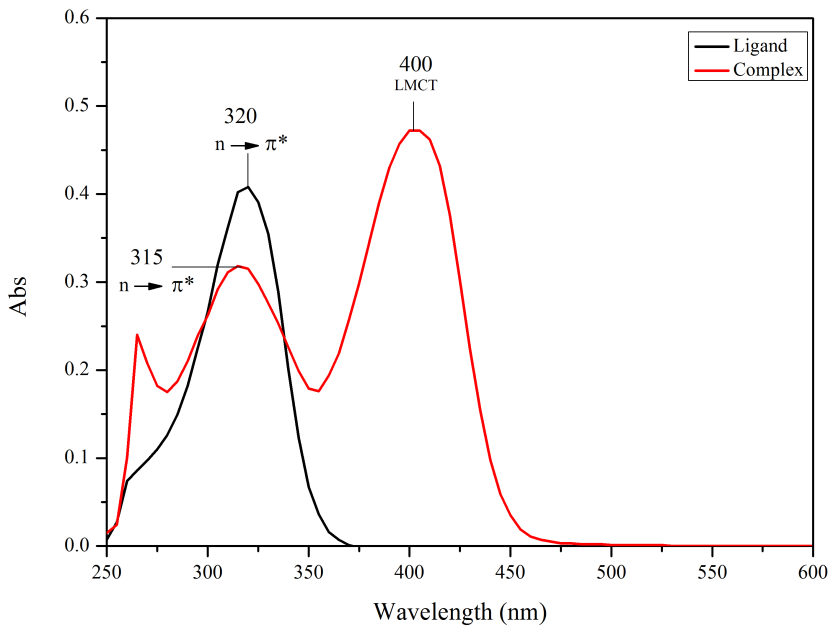 0.6
0.5
0.4
0.3
0.2
0.1
0.0
Abs
250
300
350
400
450
500
550
600
Wavelength (nm)
Ligand
Complex
400
LMCT
320
n → π*
315
n → π*